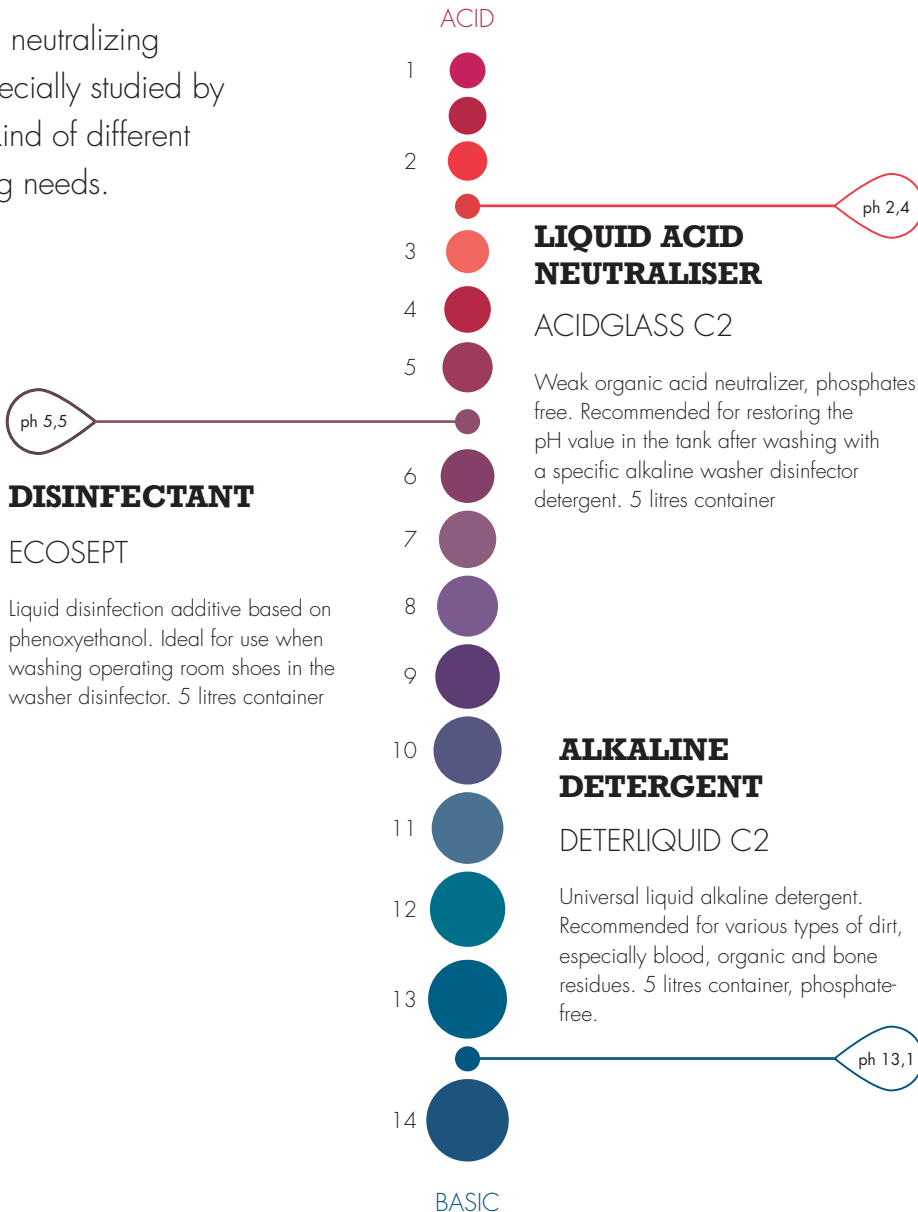 neutralizing
ecially studied by
kind of different
g needs.
ACID
1
2
ph 2,4
3
LIQUID ACID
NEUTRALISER
ACIDGLASS C2
Weak organic acid neutralizer, phosphates
free. Recommended for restoring the
pH value in the tank after washing with
a specific alkaline washer disinfector
detergent. 5 litres container
4
5
ph 5,5
DISINFECTANT
ECOSEPT
Liquid disinfection additive based on
phenoxyethanol. Ideal for use when
washing operating room shoes in the
washer disinfector. 5 litres container
6
7
8
9
10
11
12
13
ALKALINE
DETERGENT
DETERLIQUID C2
Universal liquid alkaline detergent.
Recommended for various types of dirt,
especially blood, organic and bone
residues. 5 litres container, phosphate-
free.
ph 13,1
14
BASIC